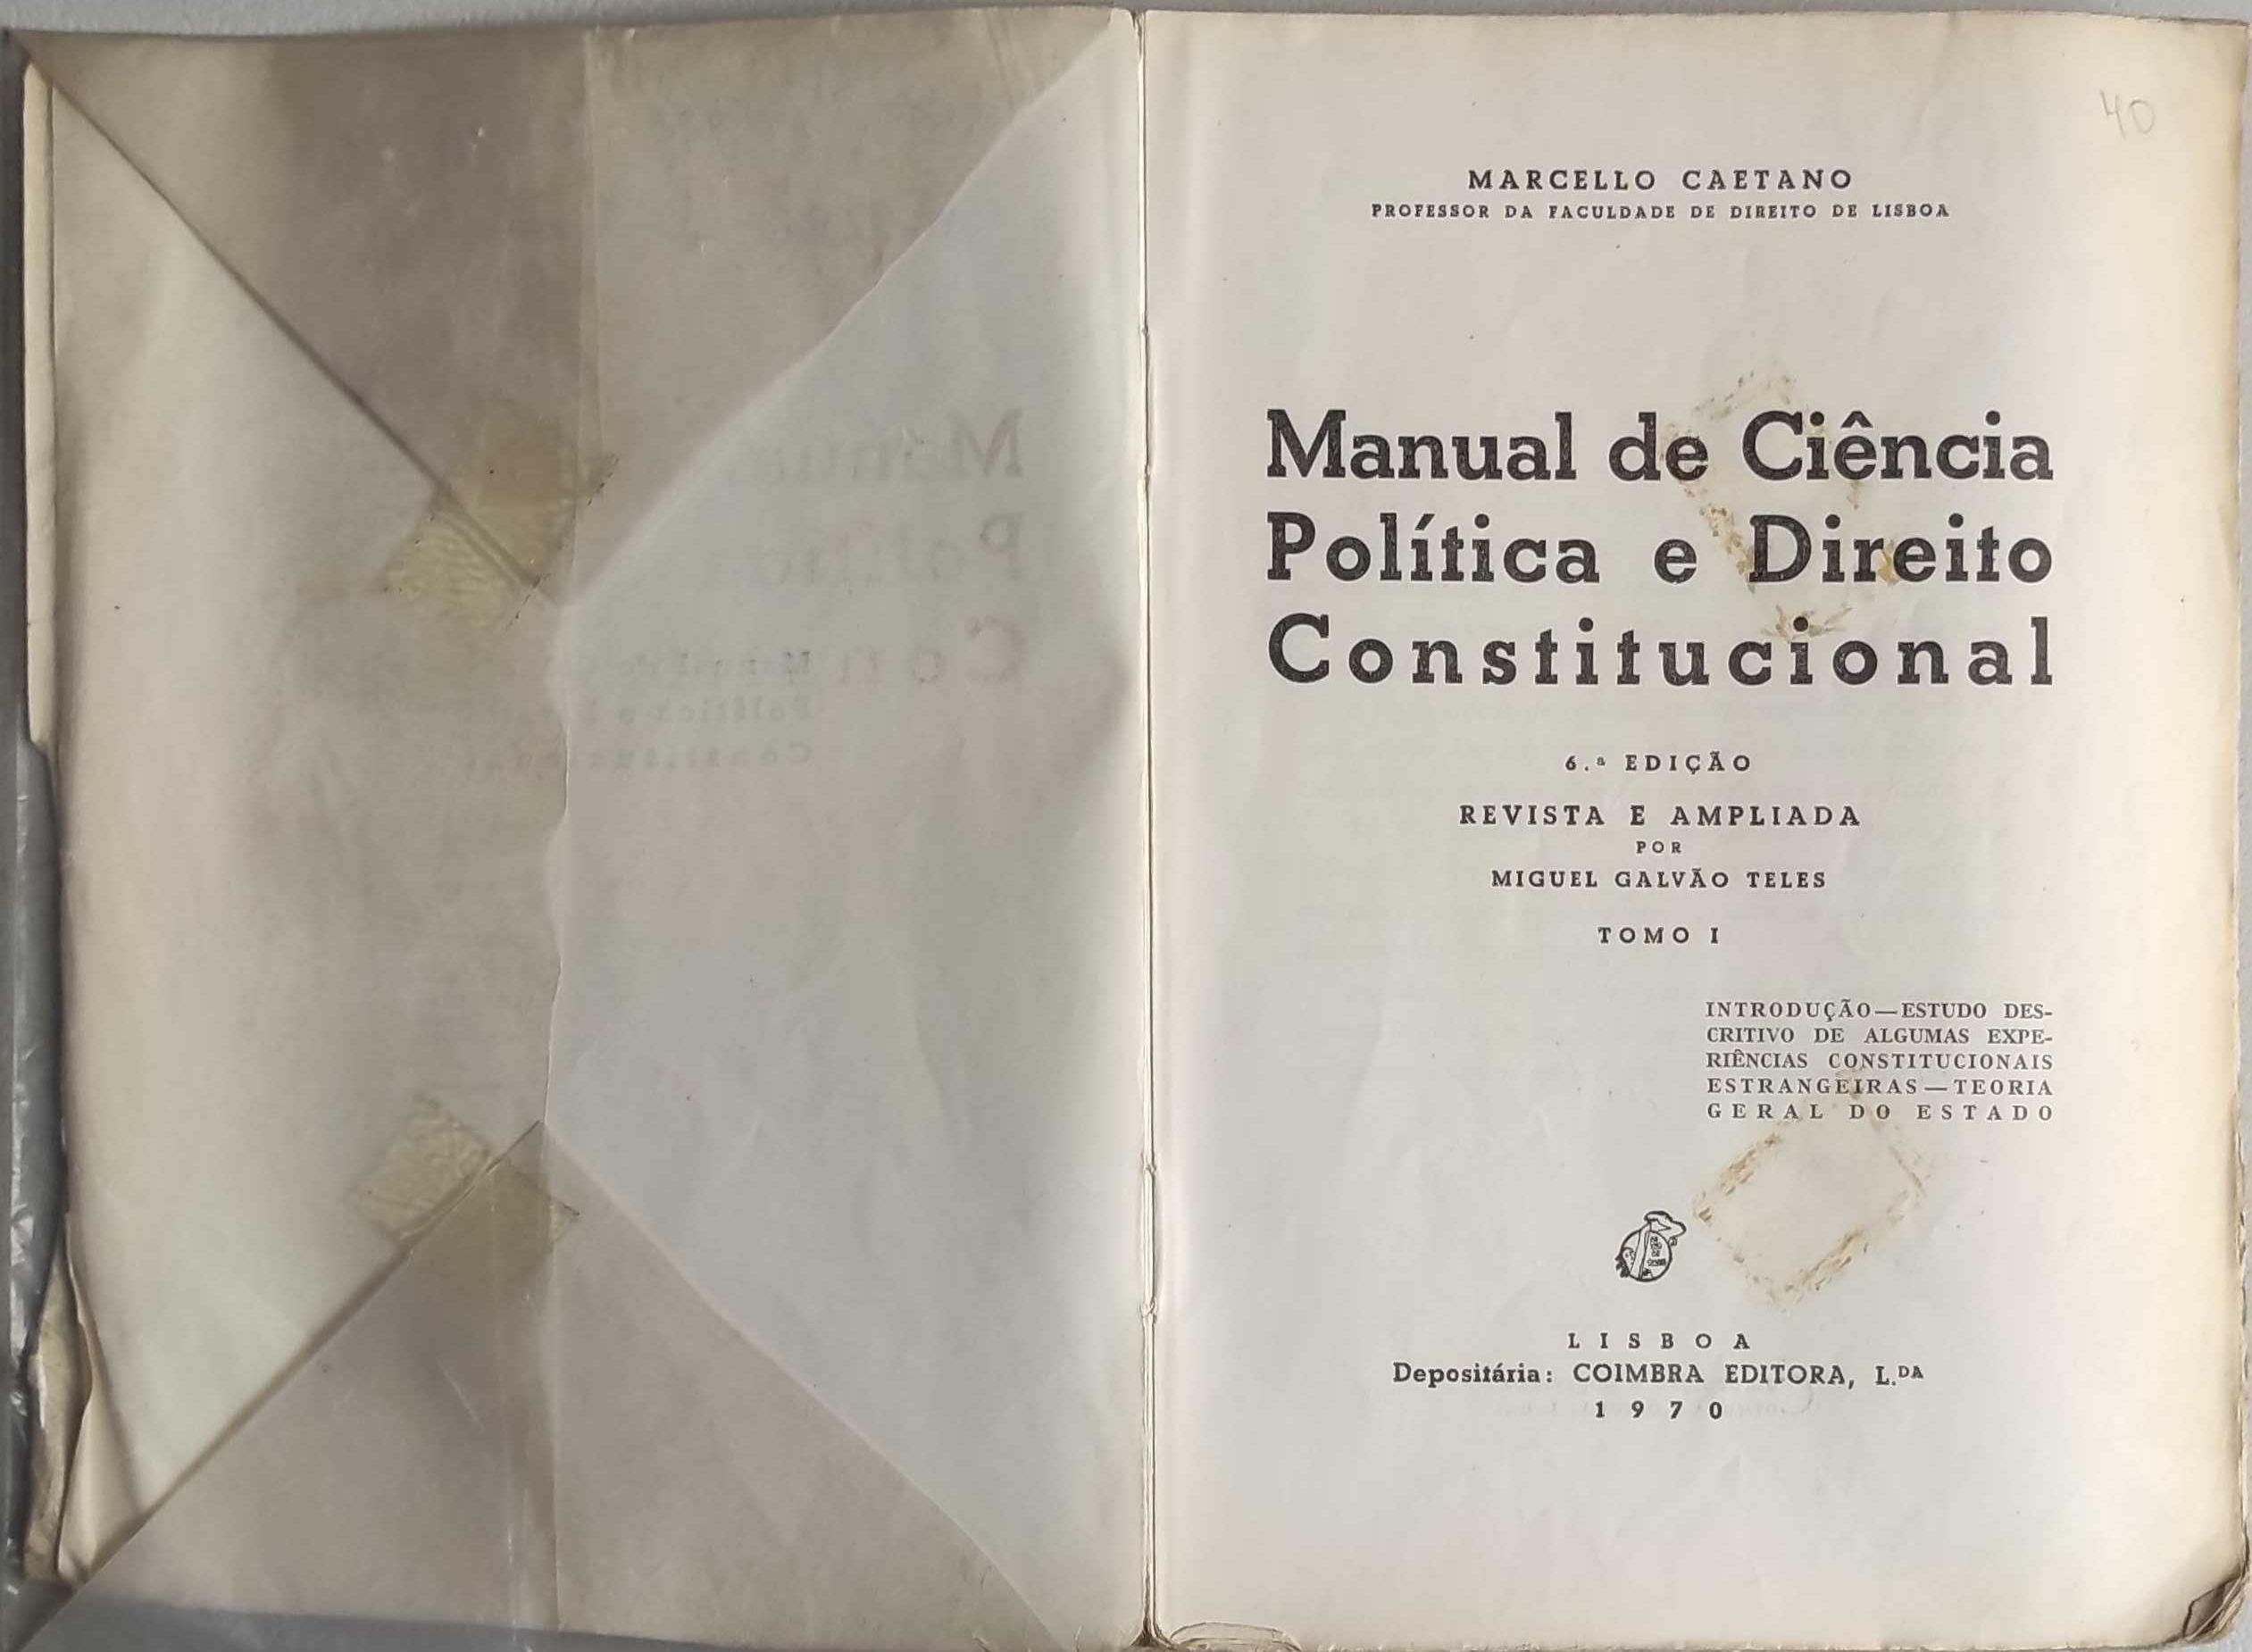 40
MARCELLO CAETANO
PROFESSOR DA FACULDADE DE DIREITO DE LISBOA
Manual de Ciência
Política e Direito
Constitucional
6.ª EDIÇÃO
REVISTA E AMPLIADA
POR
MIGUEL GALVÃO TELES
TOMO I
INTRODUÇÃO—ESTUDO DES-
CRITIVO DE ALGUMAS EXPE-
RIÊNCIAS CONSTITUCIONAIS
ESTRANGEIRAS—TEORIA
GERAL DO ESTADO
LISBOA
Depositária: COIMBRA EDITORA, L.DA
1970